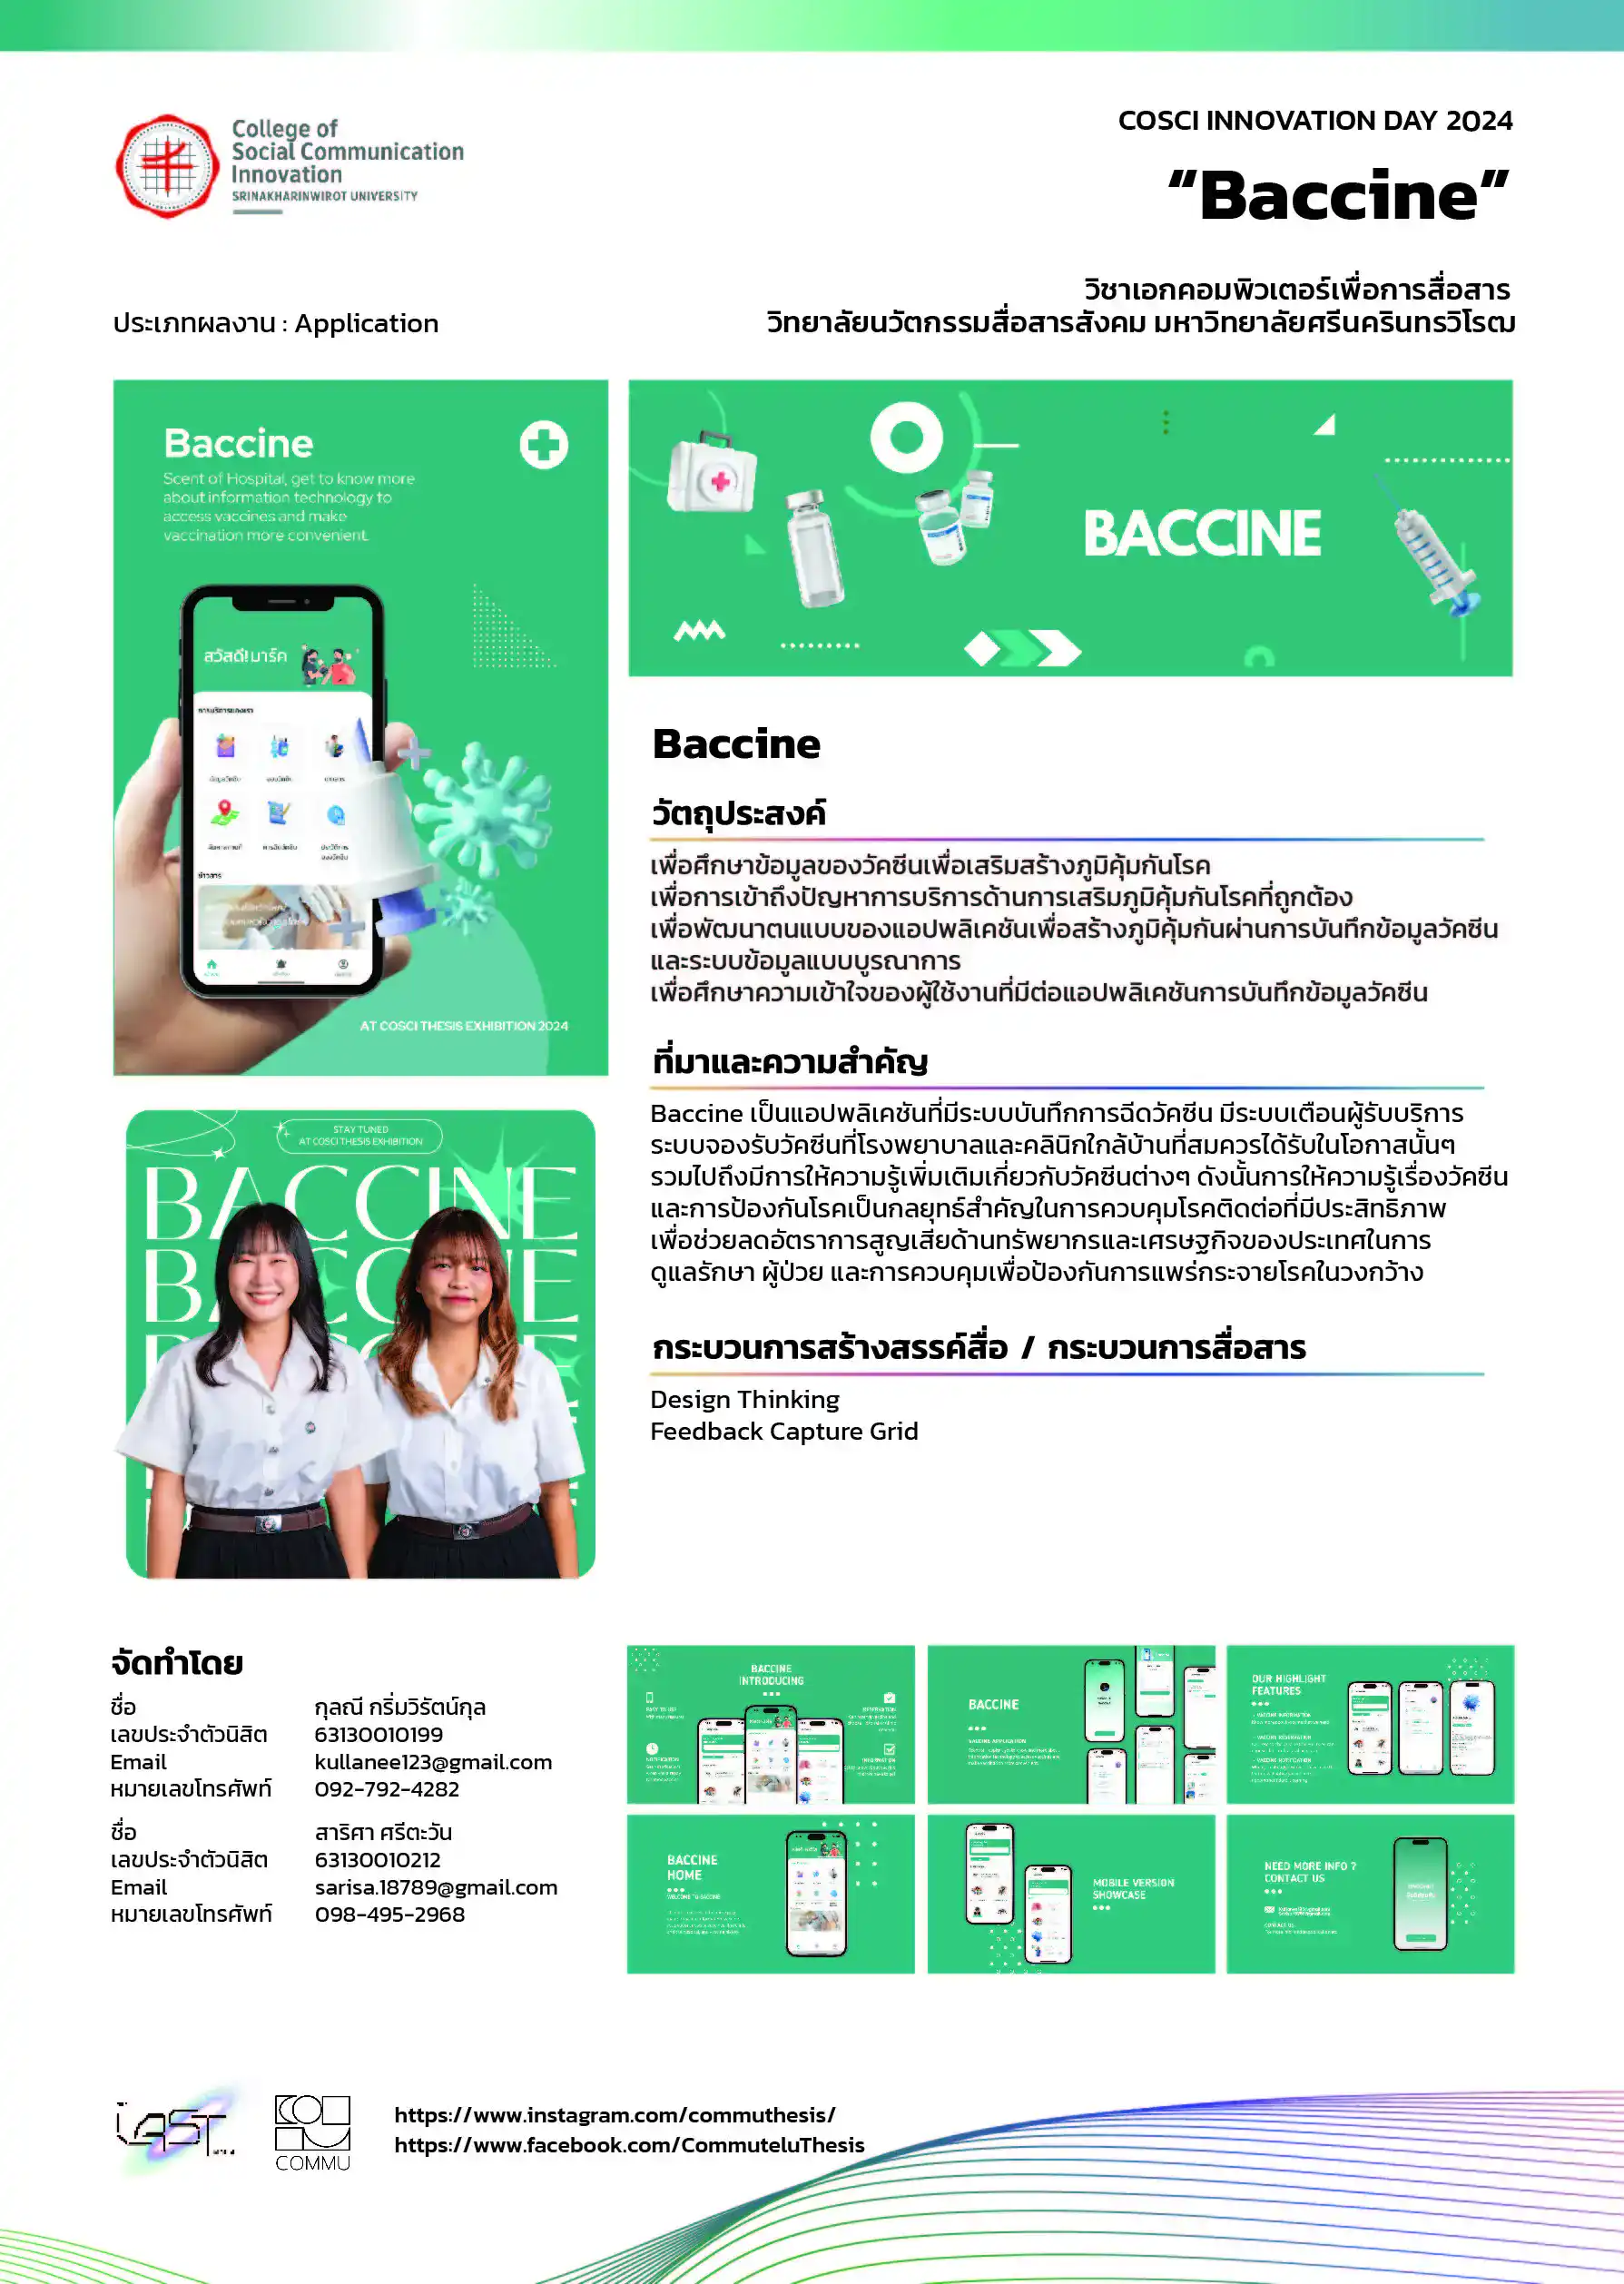 College of
Social Communication
Innovation
SRINAKHARINWIROT UNIVERSITY
COSCI INNOVATION DAY 2024
“Baccine”
วิชาเอกคอมพิวเตอร์เพื่อการสื่อสาร
วิทยาลัยนวัตกรรมสื่อสารสังคม มหาวิทยาลัยศรีนครินทรวิโรฒ
ประเภทผลงาน : Application
Baccine
Scent of Hospital, get to know more
about information technology to
access vaccines and make
vaccination more convenient.
สวัสดี! มาร์ค
การบริการของเรา
ข้อมูลวัคซีน
จองวัคซีน
ข่าวสาร
AT COSCI THESIS EXHIBITION 2024
BACCINE
Baccine
วัตถุประสงค์
เพื่อศึกษาข้อมูลของวัคซีนเพื่อเสริมสร้างภูมิคุ้มกันโรค
เพื่อการเข้าถึงปัญหาการบริการด้านการเสริมภูมิคุ้มกันโรคที่ถูกต้อง
เพื่อพัฒนาตนแบบของแอปพลิเคชันเพื่อสร้างภูมิคุ้มกันผ่านการบันทึกข้อมูลวัคซีน
และระบบข้อมูลแบบบูรณาการ
เพื่อศึกษาความเข้าใจของผู้ใช้งานที่มีต่อแอปพลิเคชันการบันทึกข้อมูลวัคซีน
ที่มาและความสำคัญ
Baccine เป็นแอปพลิเคชันที่มีระบบบันทึกการฉีดวัคซีน มีระบบเตือนผู้รับบริการ
ระบบจองรับวัคซีนที่โรงพยาบาลและคลินิกใกล้บ้านที่สมควรได้รับในโอกาสนั้นๆ
รวมไปถึงมีการให้ความรู้เพิ่มเติมเกี่ยวกับวัคซีนต่างๆ ดังนั้นการให้ความรู้เรื่องวัคซีน
และการป้องกันโรคเป็นกลยุทธ์สำคัญในการควบคุมโรคติดต่อที่มีประสิทธิภาพ
เพื่อช่วยลดอัตราการสูญเสียด้านทรัพยากรและเศรษฐกิจของประเทศในการ
ดูแลรักษา ผู้ป่วย และการควบคุมเพื่อป้องกันการแพร่กระจายโรคในวงกว้าง
กระบวนการสร้างสรรค์สื่อ / กระบวนการสื่อสาร
Design Thinking
Feedback Capture Grid
STAY TUNED
AT COSCI THESIS EXHIBITION
BACCINE
จัดทำโดย
ชื่อ กุลณี กริ่มวิรัตน์กุล
เลขประจำตัวนิสิต 63130010199
Email kullanee123@gmail.com
หมายเลขโทรศัพท์ 092-792-4282
ชื่อ สาริศา ศรีตะวัน
เลขประจำตัวนิสิต 63130010212
Email sarisa.18789@gmail.com
หมายเลขโทรศัพท์ 098-495-2968
BACCINE
INTRODUCING
BACCINE
BACCINE APPLICATION
OUR HIGHLIGHT
FEATURES
BACCINE
HOME
WELCOME TO BACCINE
MOBILE VERSION
SHOWCASE
NEED MORE INFO ?
CONTACT US
CONTACT US
COMMU
https://www.instagram.com/commuthesis/
https://www.facebook.com/CommuteluThesis